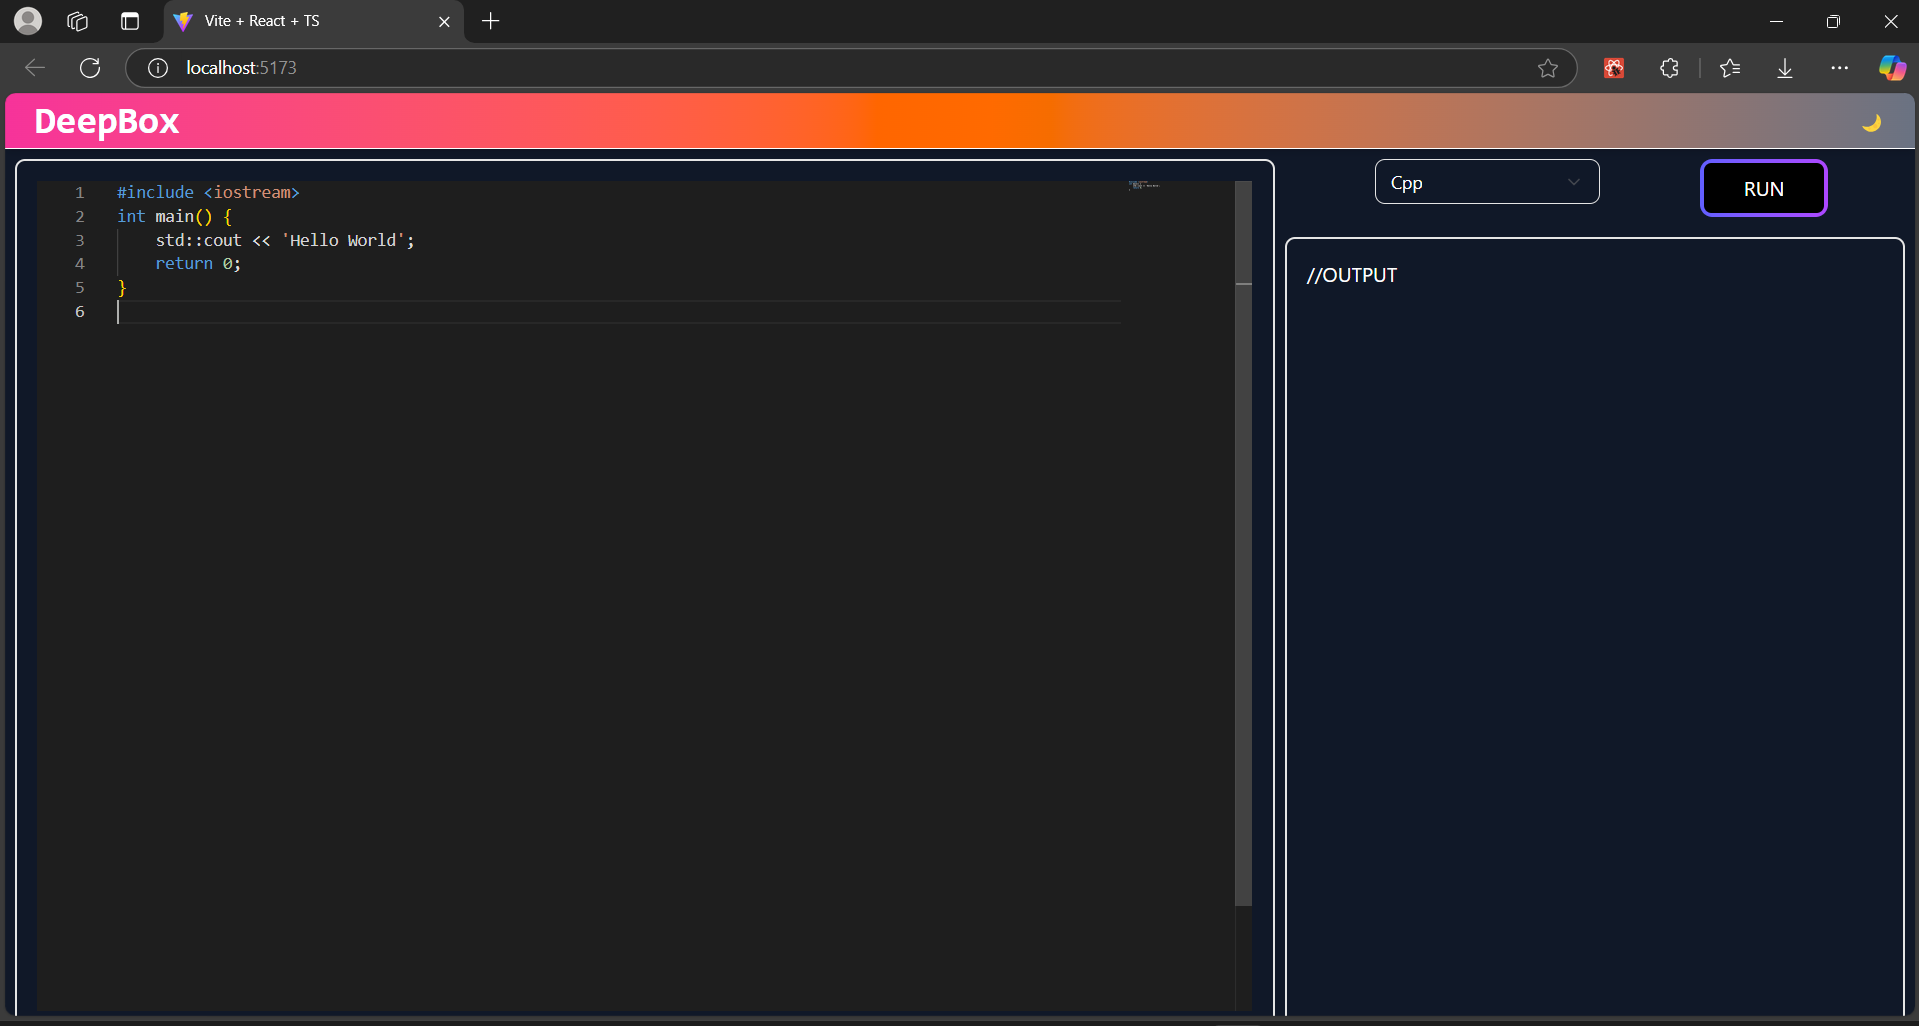 Vite + React + TS
localhost:5173
DeepBox
1 #include <iostream>
2 int main() {
3 std::cout << 'Hello World';
4 return 0;
5 }
6
Cpp
RUN
//OUTPUT